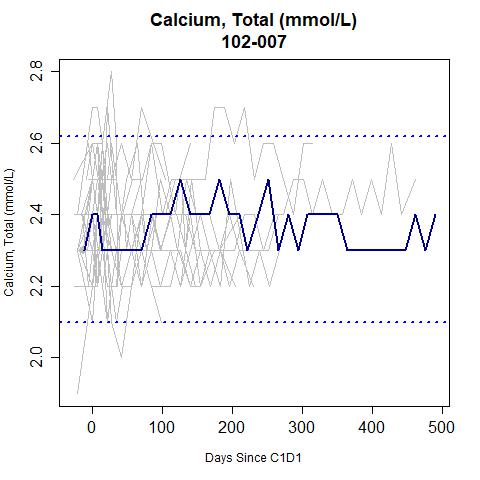 Calcium, Total (mmol/L)
102-007
Calcium, Total (mmol/L)
2.8
2.6
2.4
2.2
2.0
0 100 200 300 400 500
Days Since C1D1